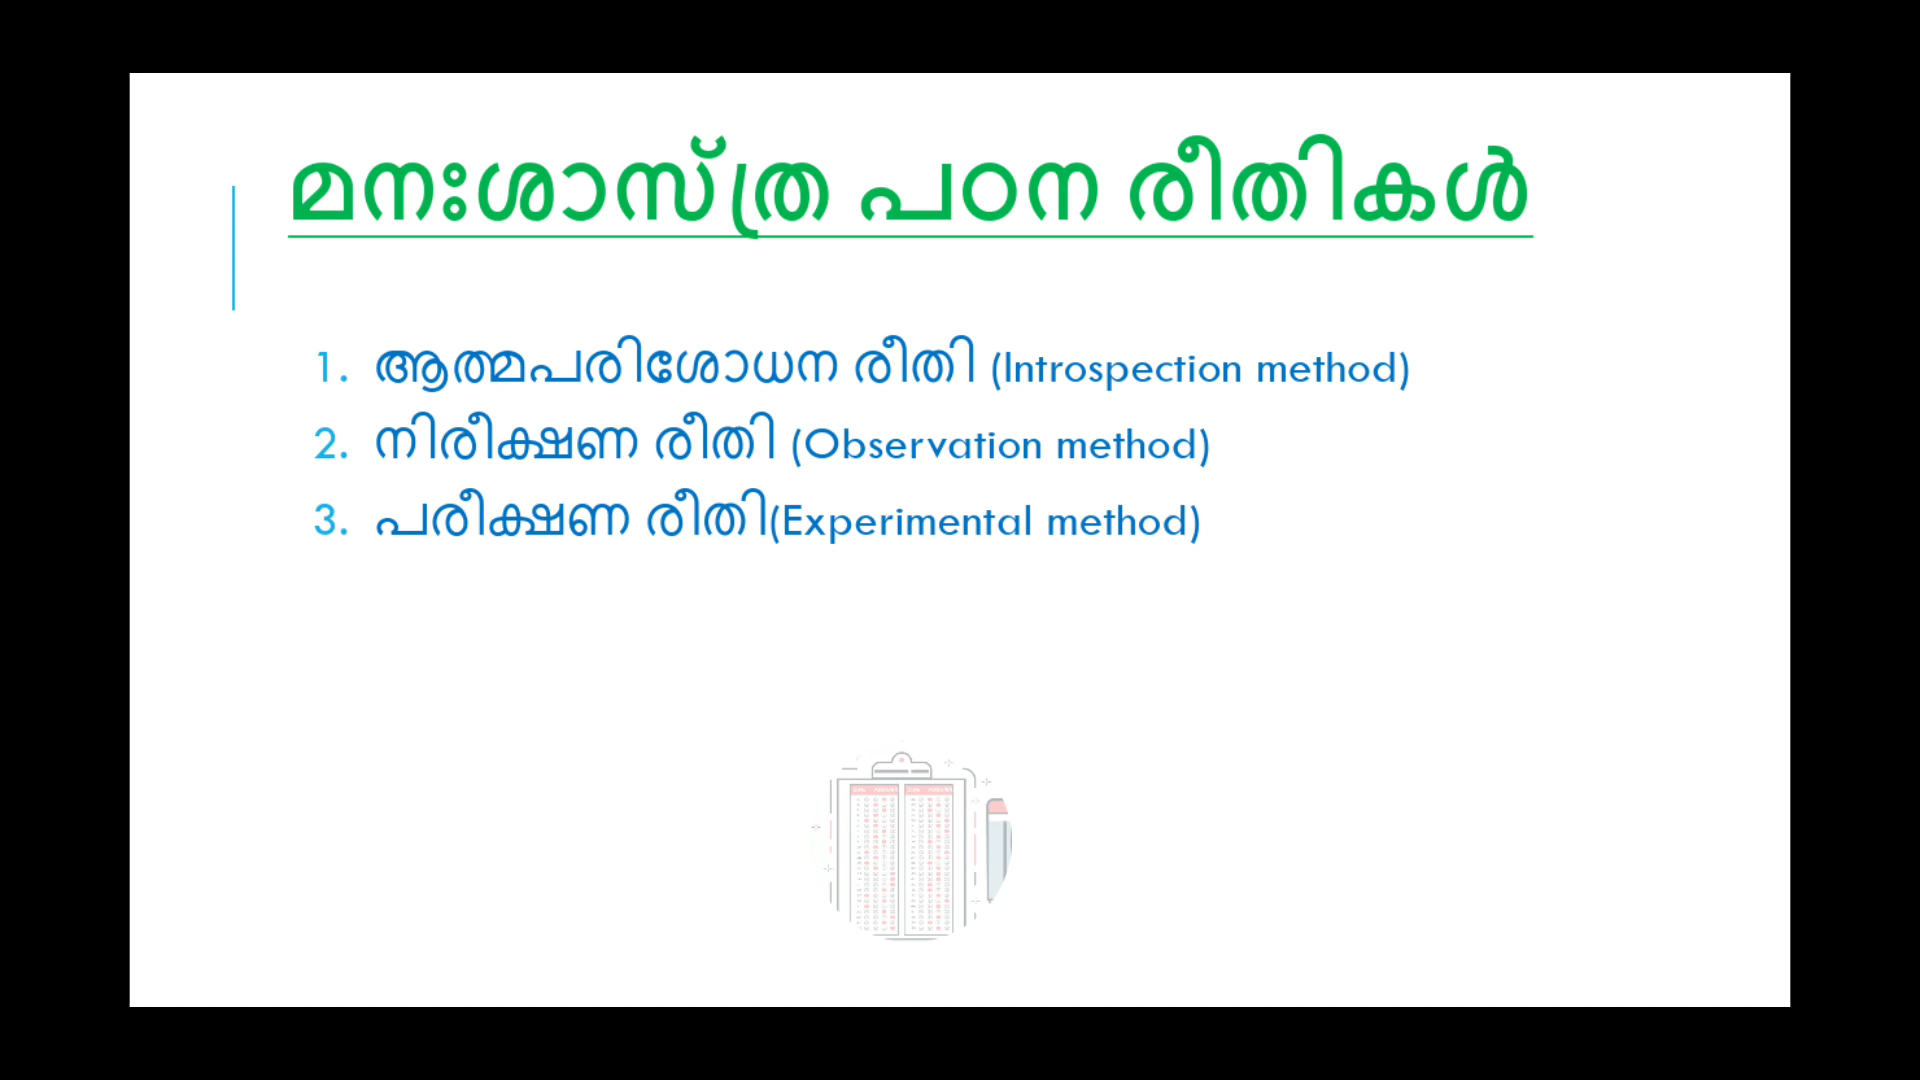 മനഃശാസ്ത്ര പഠന രീതികൾ
1. ആത്മപരിശോധന രീതി (Introspection method)
2. നിരീക്ഷണ രീതി (Observation method)
3. പരീക്ഷണ രീതി(Experimental method)